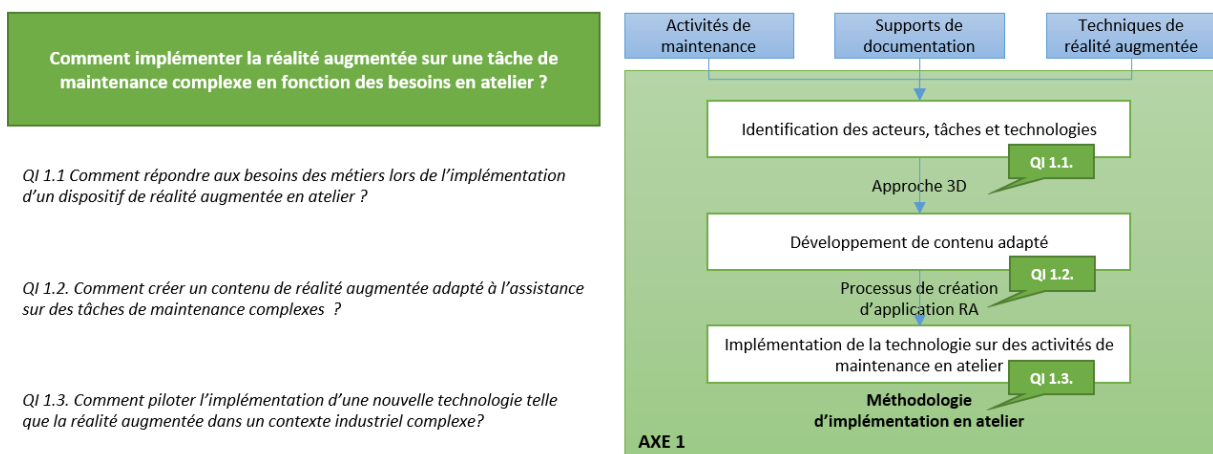 Comment implémenter la réalité augmentée sur une tâche de
maintenance complexe en fonction des besoins en atelier ?
QI 1.1 Comment répondre aux besoins des métiers lors de l’implémentation
d’un dispositif de réalité augmentée en atelier ?
QI 1.2. Comment créer un contenu de réalité augmentée adapté à l’assistance
sur des tâches de maintenance complexes  ?
QI 1.3. Comment piloter l’implémentation d’une nouvelle technologie telle
que la réalité augmentée dans un contexte industriel complexe?
Activités de
maintenance
Supports de
documentation
Techniques de
réalité augmentée
Identification des acteurs, tâches et technologies
QI 1.1.
Approche 3D
Développement de contenu adapté
QI 1.2.
Processus de création
d’application RA
Implémentation de la technologie sur des activités de
maintenance en atelier
QI 1.3.
Méthodologie
d’implémentation en atelier
AXE 1